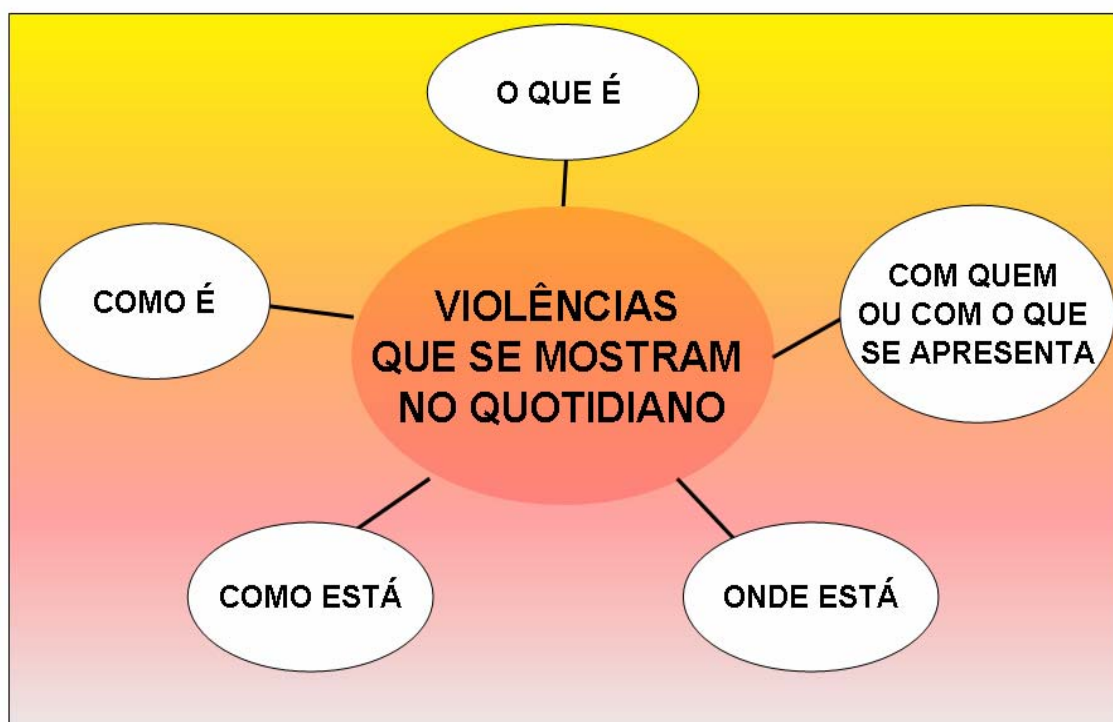 O QUE É
COM QUEM
OU COM O QUE
SE APRESENTA
COMO É
VIOLÊNCIAS
QUE SE MOSTRAM
NO QUOTIDIANO
COMO ESTÁ
ONDE ESTÁ